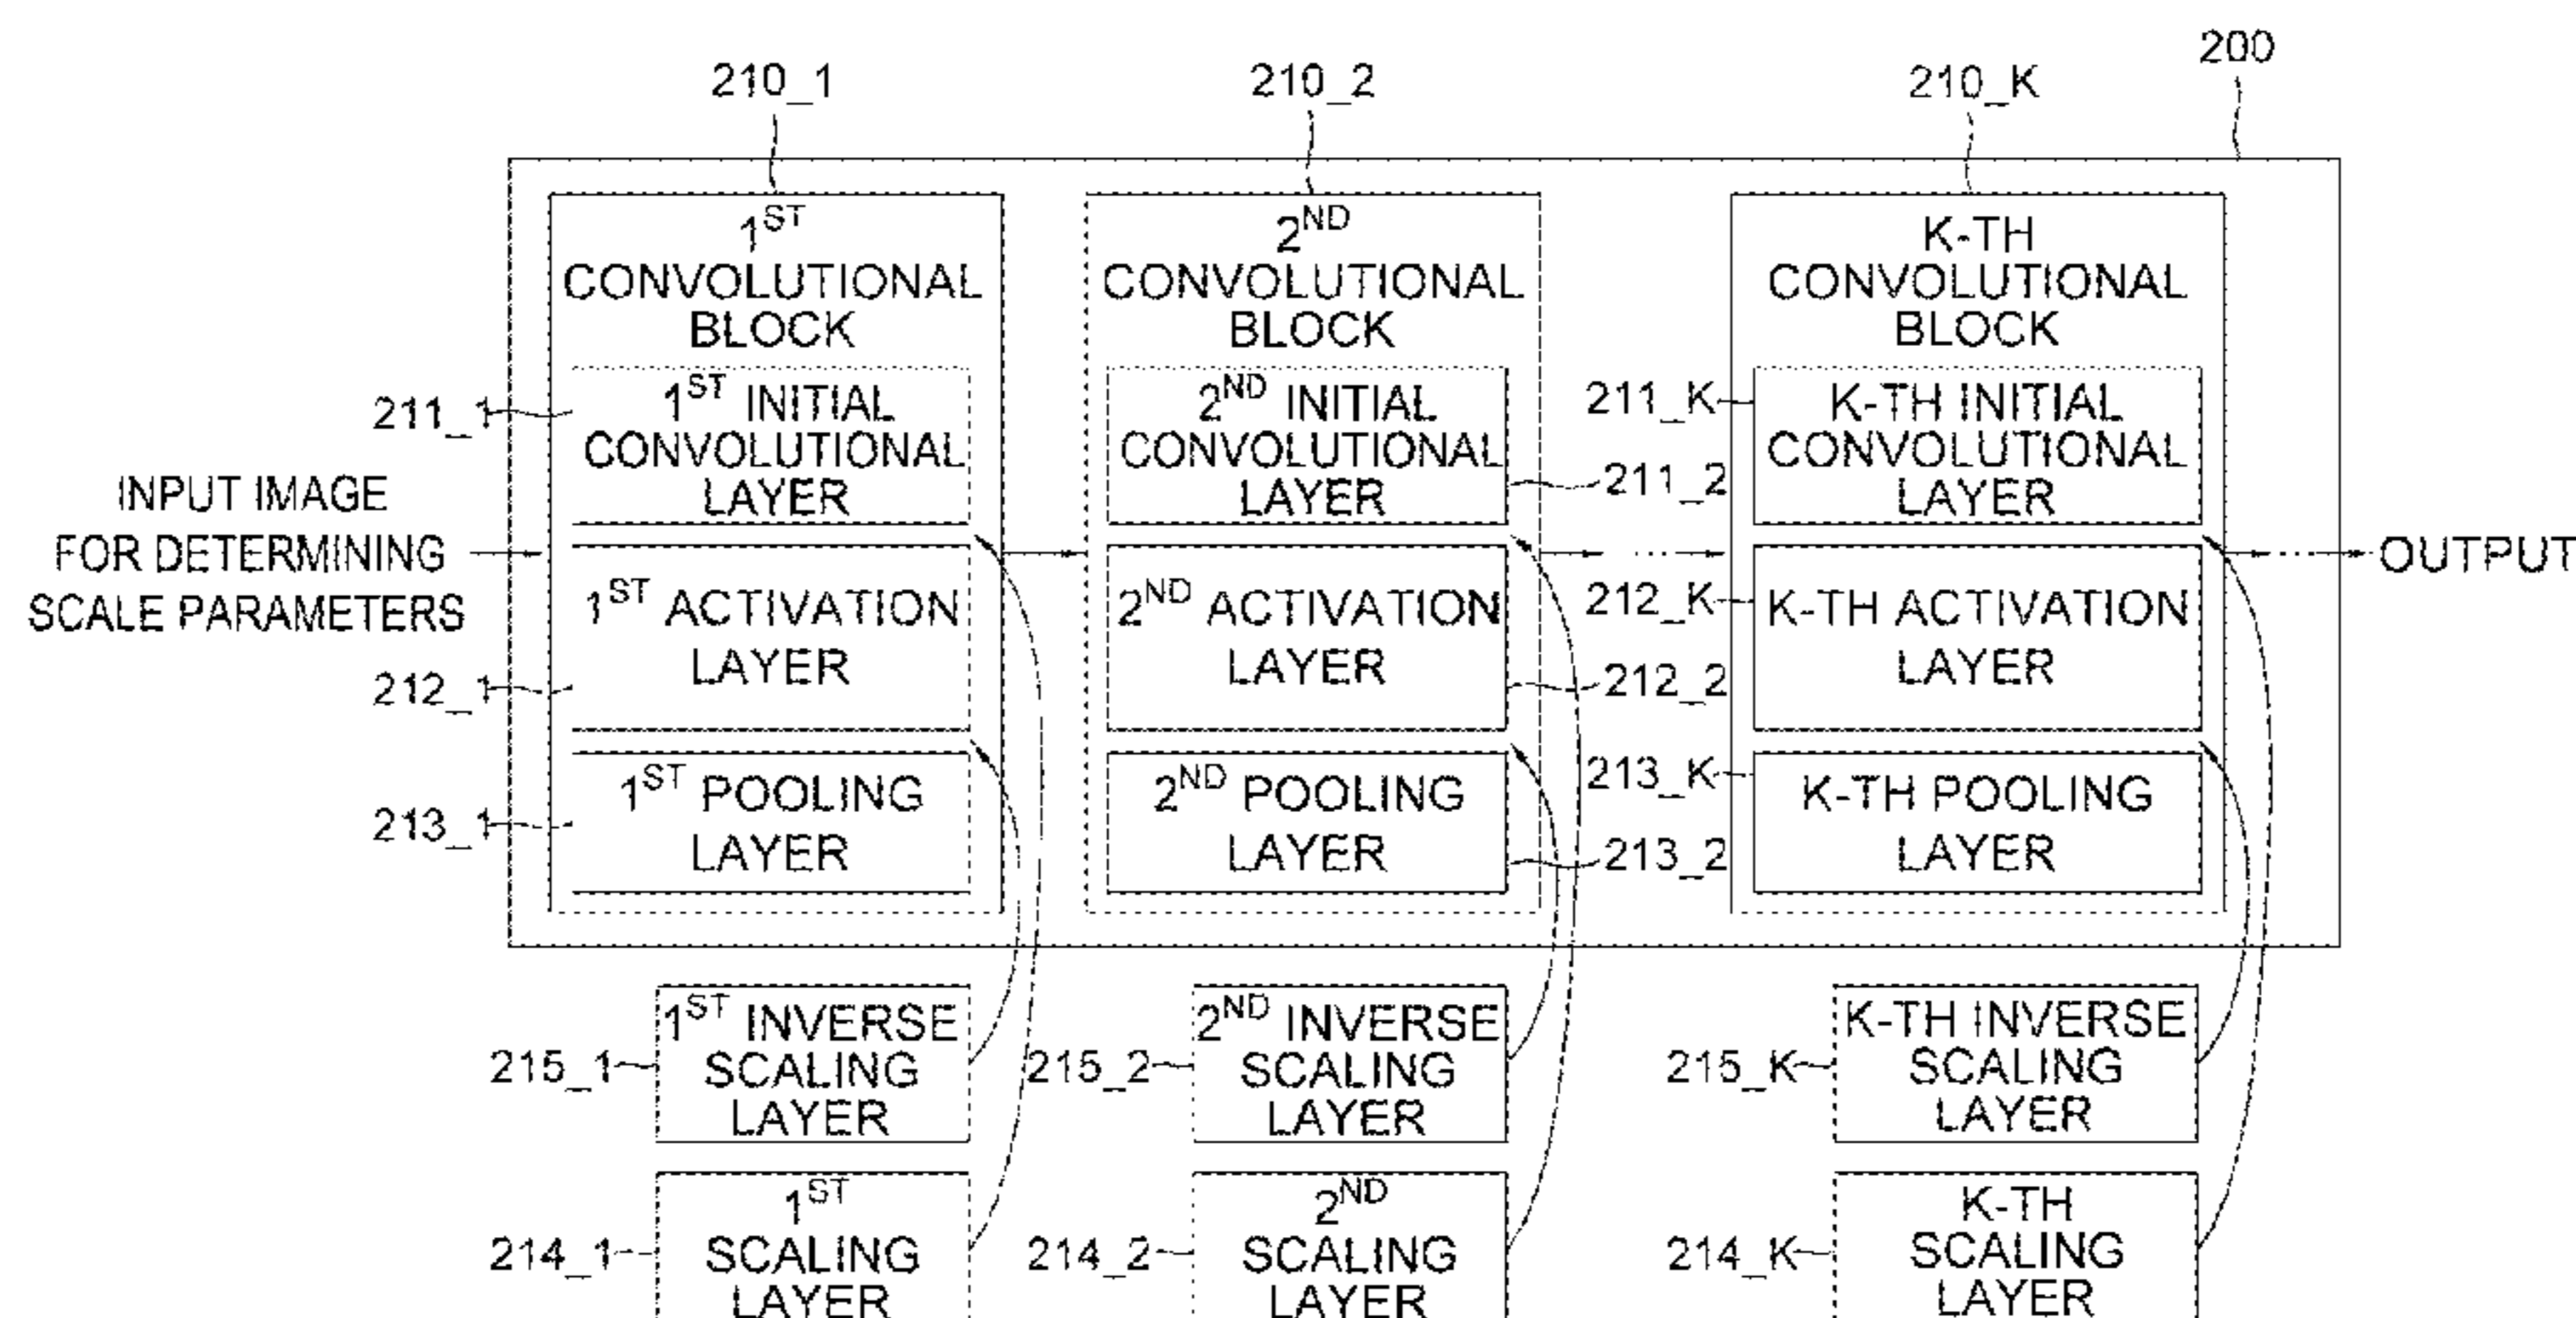 200
210_1
210_2
210_K
1ST
CONVOLUTIONAL
BLOCK
211_1
1ST INITIAL
CONVOLUTIONAL
LAYER
212_1
1ST ACTIVATION
LAYER
213_1
1ST POOLING
LAYER
INPUT IMAGE
FOR DETERMINING
SCALE PARAMETERS
2ND
CONVOLUTIONAL
BLOCK
2ND INITIAL
CONVOLUTIONAL
LAYER
211_2
2ND ACTIVATION
LAYER
212_2
2ND POOLING
LAYER
213_2
...
K-TH
CONVOLUTIONAL
BLOCK
211_K
K-TH INITIAL
CONVOLUTIONAL
LAYER
212_K
K-TH ACTIVATION
LAYER
213_K
K-TH POOLING
LAYER
...
OUTPUT
215_1
1ST INVERSE
SCALING
LAYER
215_2
2ND INVERSE
SCALING
LAYER
215_K
K-TH INVERSE
SCALING
LAYER
214_1
1ST
SCALING
LAYER
214_2
2ND
SCALING
LAYER
214_K
K-TH
SCALING
LAYER